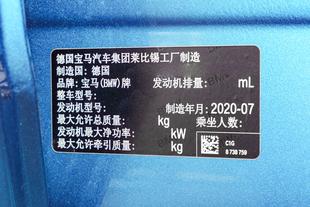 德国宝马汽车集团莱比锡工厂制造
制造国：德国
品牌：宝马(BMW)牌 发动机排量： mL
整车型号：
发动机型号： 制造年月：2020-07
最大允许总质量： kg 乘坐人数：
发动机最大净功率： kW
最大允许牵引质量： kg
C1G
8 738 759